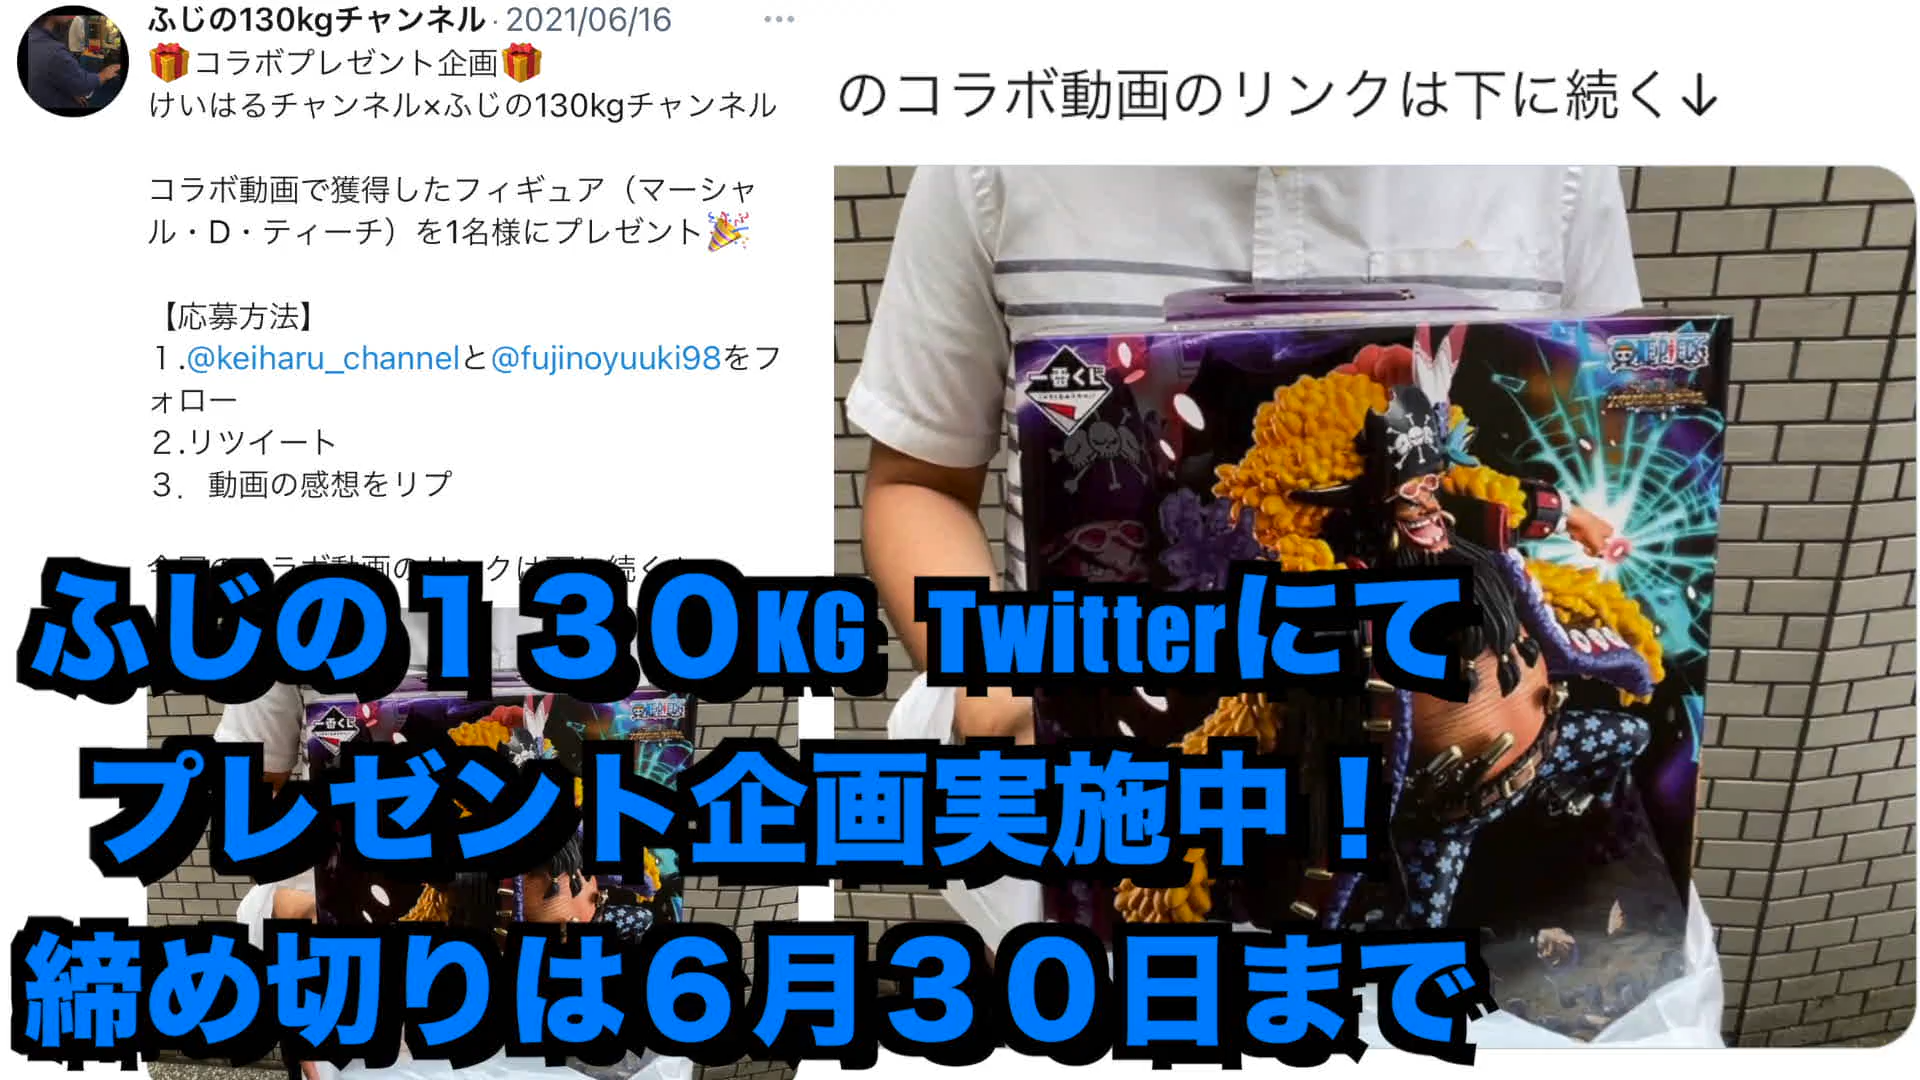 ふじの130kgチャンネル · 2021/06/16
🎁コラボプレゼント企画🎁
けいはるチャンネル×ふじの130kgチャンネル
コラボ動画で獲得したフィギュア（マーシャ
ル・D・ティーチ）を1名様にプレゼント🎉
【応募方法】
１.@keiharu_channelと@fujinoyuuki98をフ
ォロー
２.リツイート
３．動画の感想をリプ
のコラボ動画のリンクは下に続く↓
一番くじ
ONE PIECE
ふじの１３０KG Twitterにて
プレゼント企画実施中！
締め切りは６月３０日まで
一番くじ
ONE PIECE